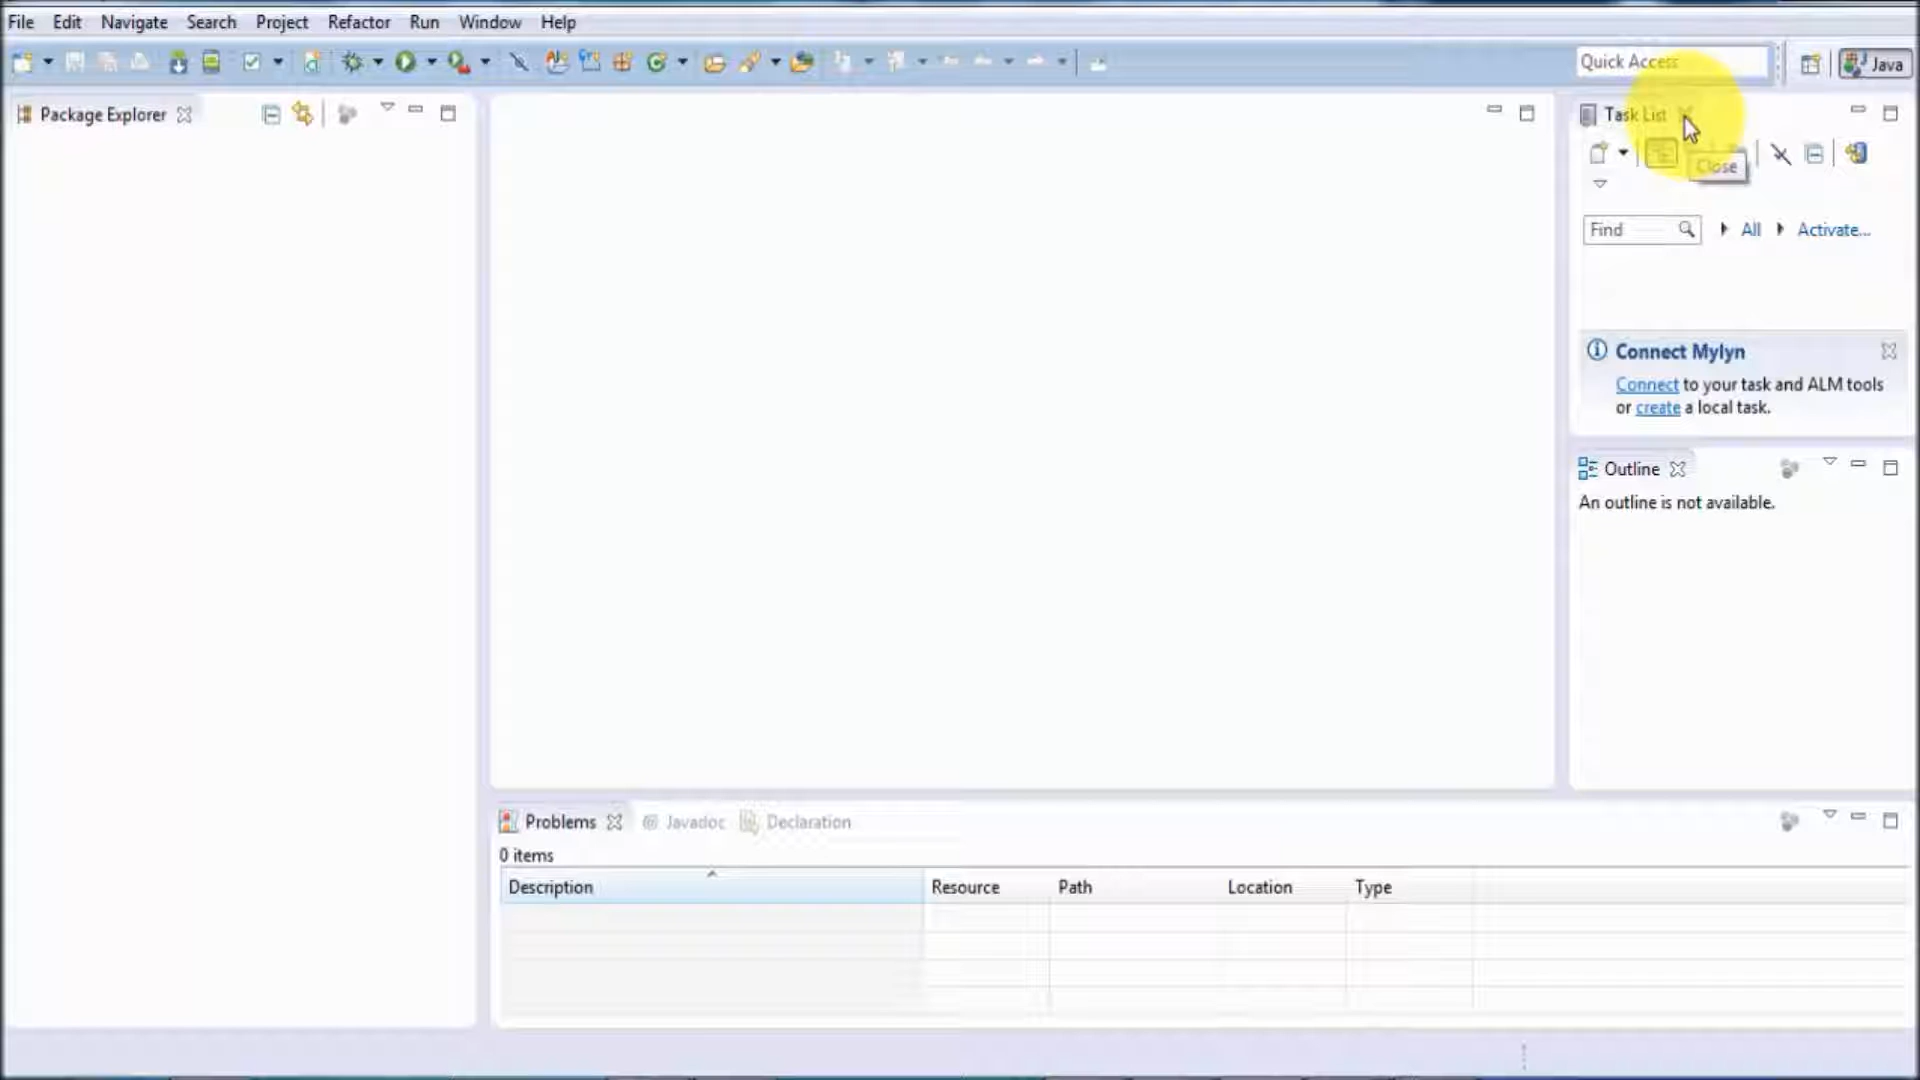 File Edit Navigate Search Project Refactor Run Window Help
Quick Access
Java
Package Explorer
Task List
Close
Find All Activate...
Connect Mylyn
Connect to your task and ALM tools
or create a local task.
Outline
An outline is not available.
Problems Javadoc Declaration
0 items
Description Resource Path Location Type